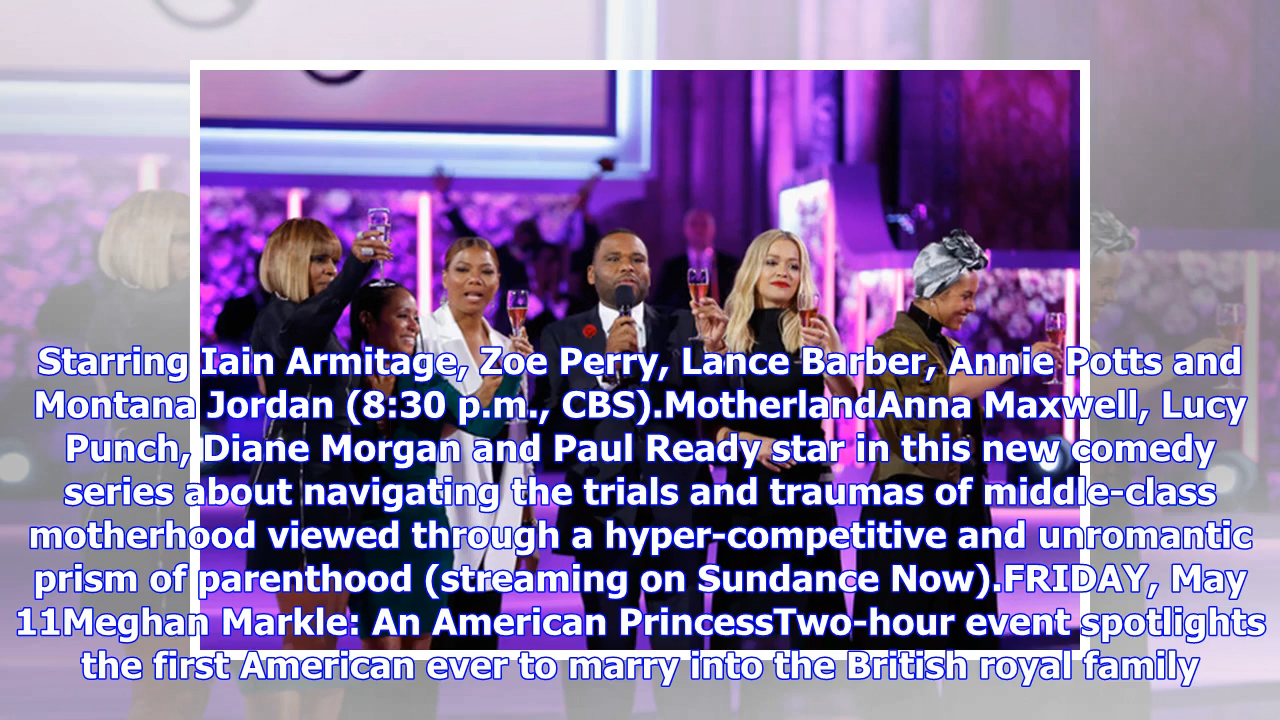 Starring Iain Armitage, Zoe Perry, Lance Barber, Annie Potts and
Montana Jordan (8:30 p.m., CBS).MotherlandAnna Maxwell, Lucy
Punch, Diane Morgan and Paul Ready star in this new comedy
series about navigating the trials and traumas of middle-class
motherhood viewed through a hyper-competitive and unromantic
prism of parenthood (streaming on Sundance Now).FRIDAY, May
11Meghan Markle: An American PrincessTwo-hour event spotlights
the first American ever to marry into the British royal family